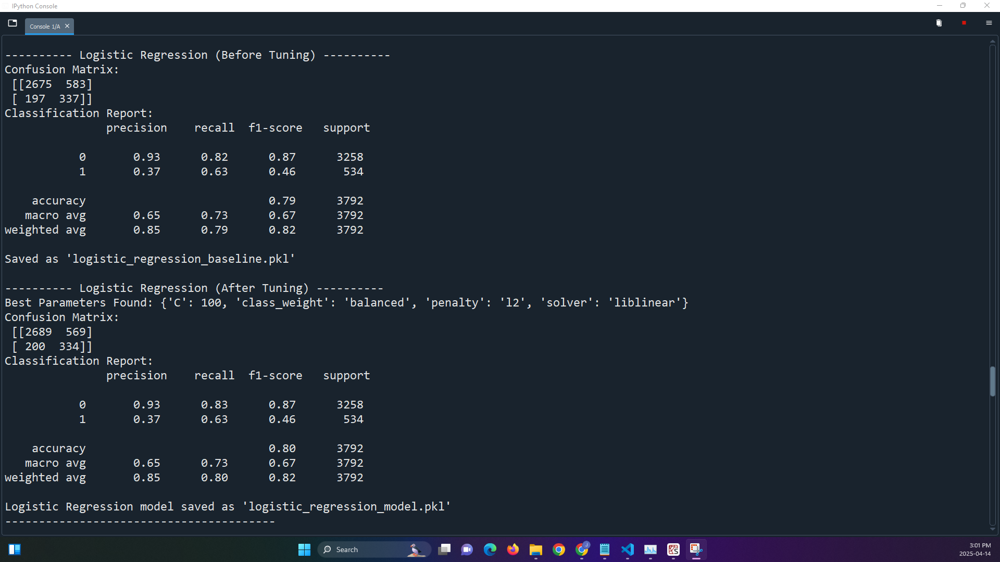 IPython Console
Console 1/A
---------- Logistic Regression (Before Tuning) ----------
Confusion Matrix:
[[2675  583]
[ 197  337]]
Classification Report:
precision    recall  f1-score   support
0       0.93      0.82      0.87      3258
1       0.37      0.63      0.46       534
accuracy                           0.79      3792
macro avg       0.65      0.73      0.67      3792
weighted avg       0.85      0.79      0.82      3792
Saved as 'logistic_regression_baseline.pkl'
---------- Logistic Regression (After Tuning) ----------
Best Parameters Found: {'C': 100, 'class_weight': 'balanced', 'penalty': 'l2', 'solver': 'liblinear'}
Confusion Matrix:
[[2689  569]
[ 200  334]]
Classification Report:
precision    recall  f1-score   support
0       0.93      0.83      0.87      3258
1       0.37      0.63      0.46       534
accuracy                           0.80      3792
macro avg       0.65      0.73      0.67      3792
weighted avg       0.85      0.80      0.82      3792
Logistic Regression model saved as 'logistic_regression_model.pkl'
----------------------------------------
Search
3:01 PM
2025-04-14